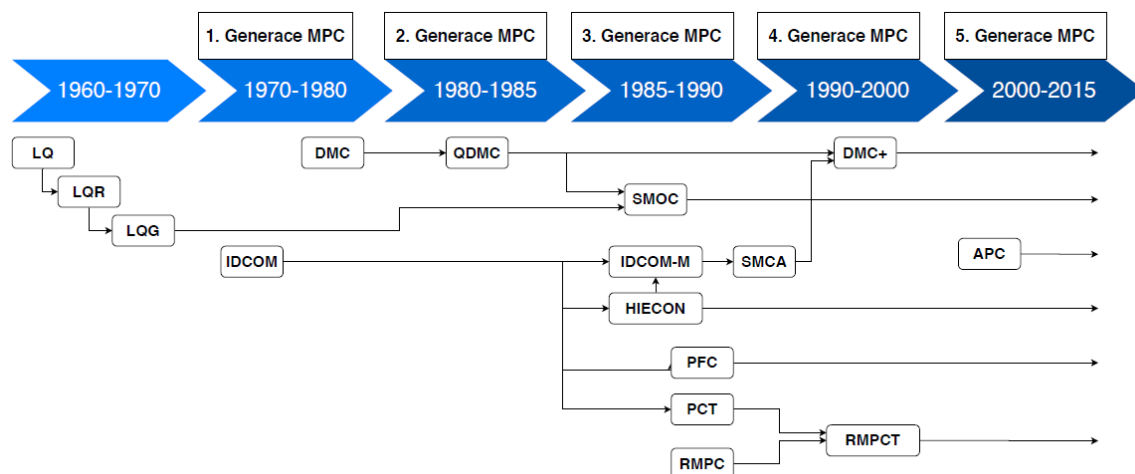 1. Generace MPC
2. Generace MPC
3. Generace MPC
4. Generace MPC
5. Generace MPC
1960-1970
1970-1980
1980-1985
1985-1990
1990-2000
2000-2015
LQ
DMC
QDMC
DMC+
LQR
SMOC
LQG
IDCOM
IDCOM-M
SMCA
APC
HIECON
PFC
PCT
RMPCT
RMPC